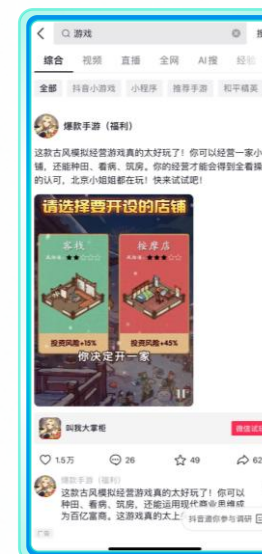 游戏
搜
综合 视频 直播 全网 AI搜 经验
全部 抖音小游戏 小程序 推荐手游 和平精英
爆款手游（福利）
这款古风模拟经营游戏真的太好玩了！你可以经营一家小
铺，还能种田、看病、筑房。你的经营才能会得到全看操
的认可，北京小姐姐都在玩！快来试试吧！
请选择要开设的店铺
客栈 按摩店
投资风险+15% 投资风险+45%
你决定开一家
叫我大掌柜
微信试玩
1.5万 26 49 62
爆款手游（福利）
这款古风模拟经营游戏真的太好玩了！你可以
种田、看病、筑房，还能运用现代商业思维成
为百亿富商。这游戏真的太上
抖音邀你参与调研
广告